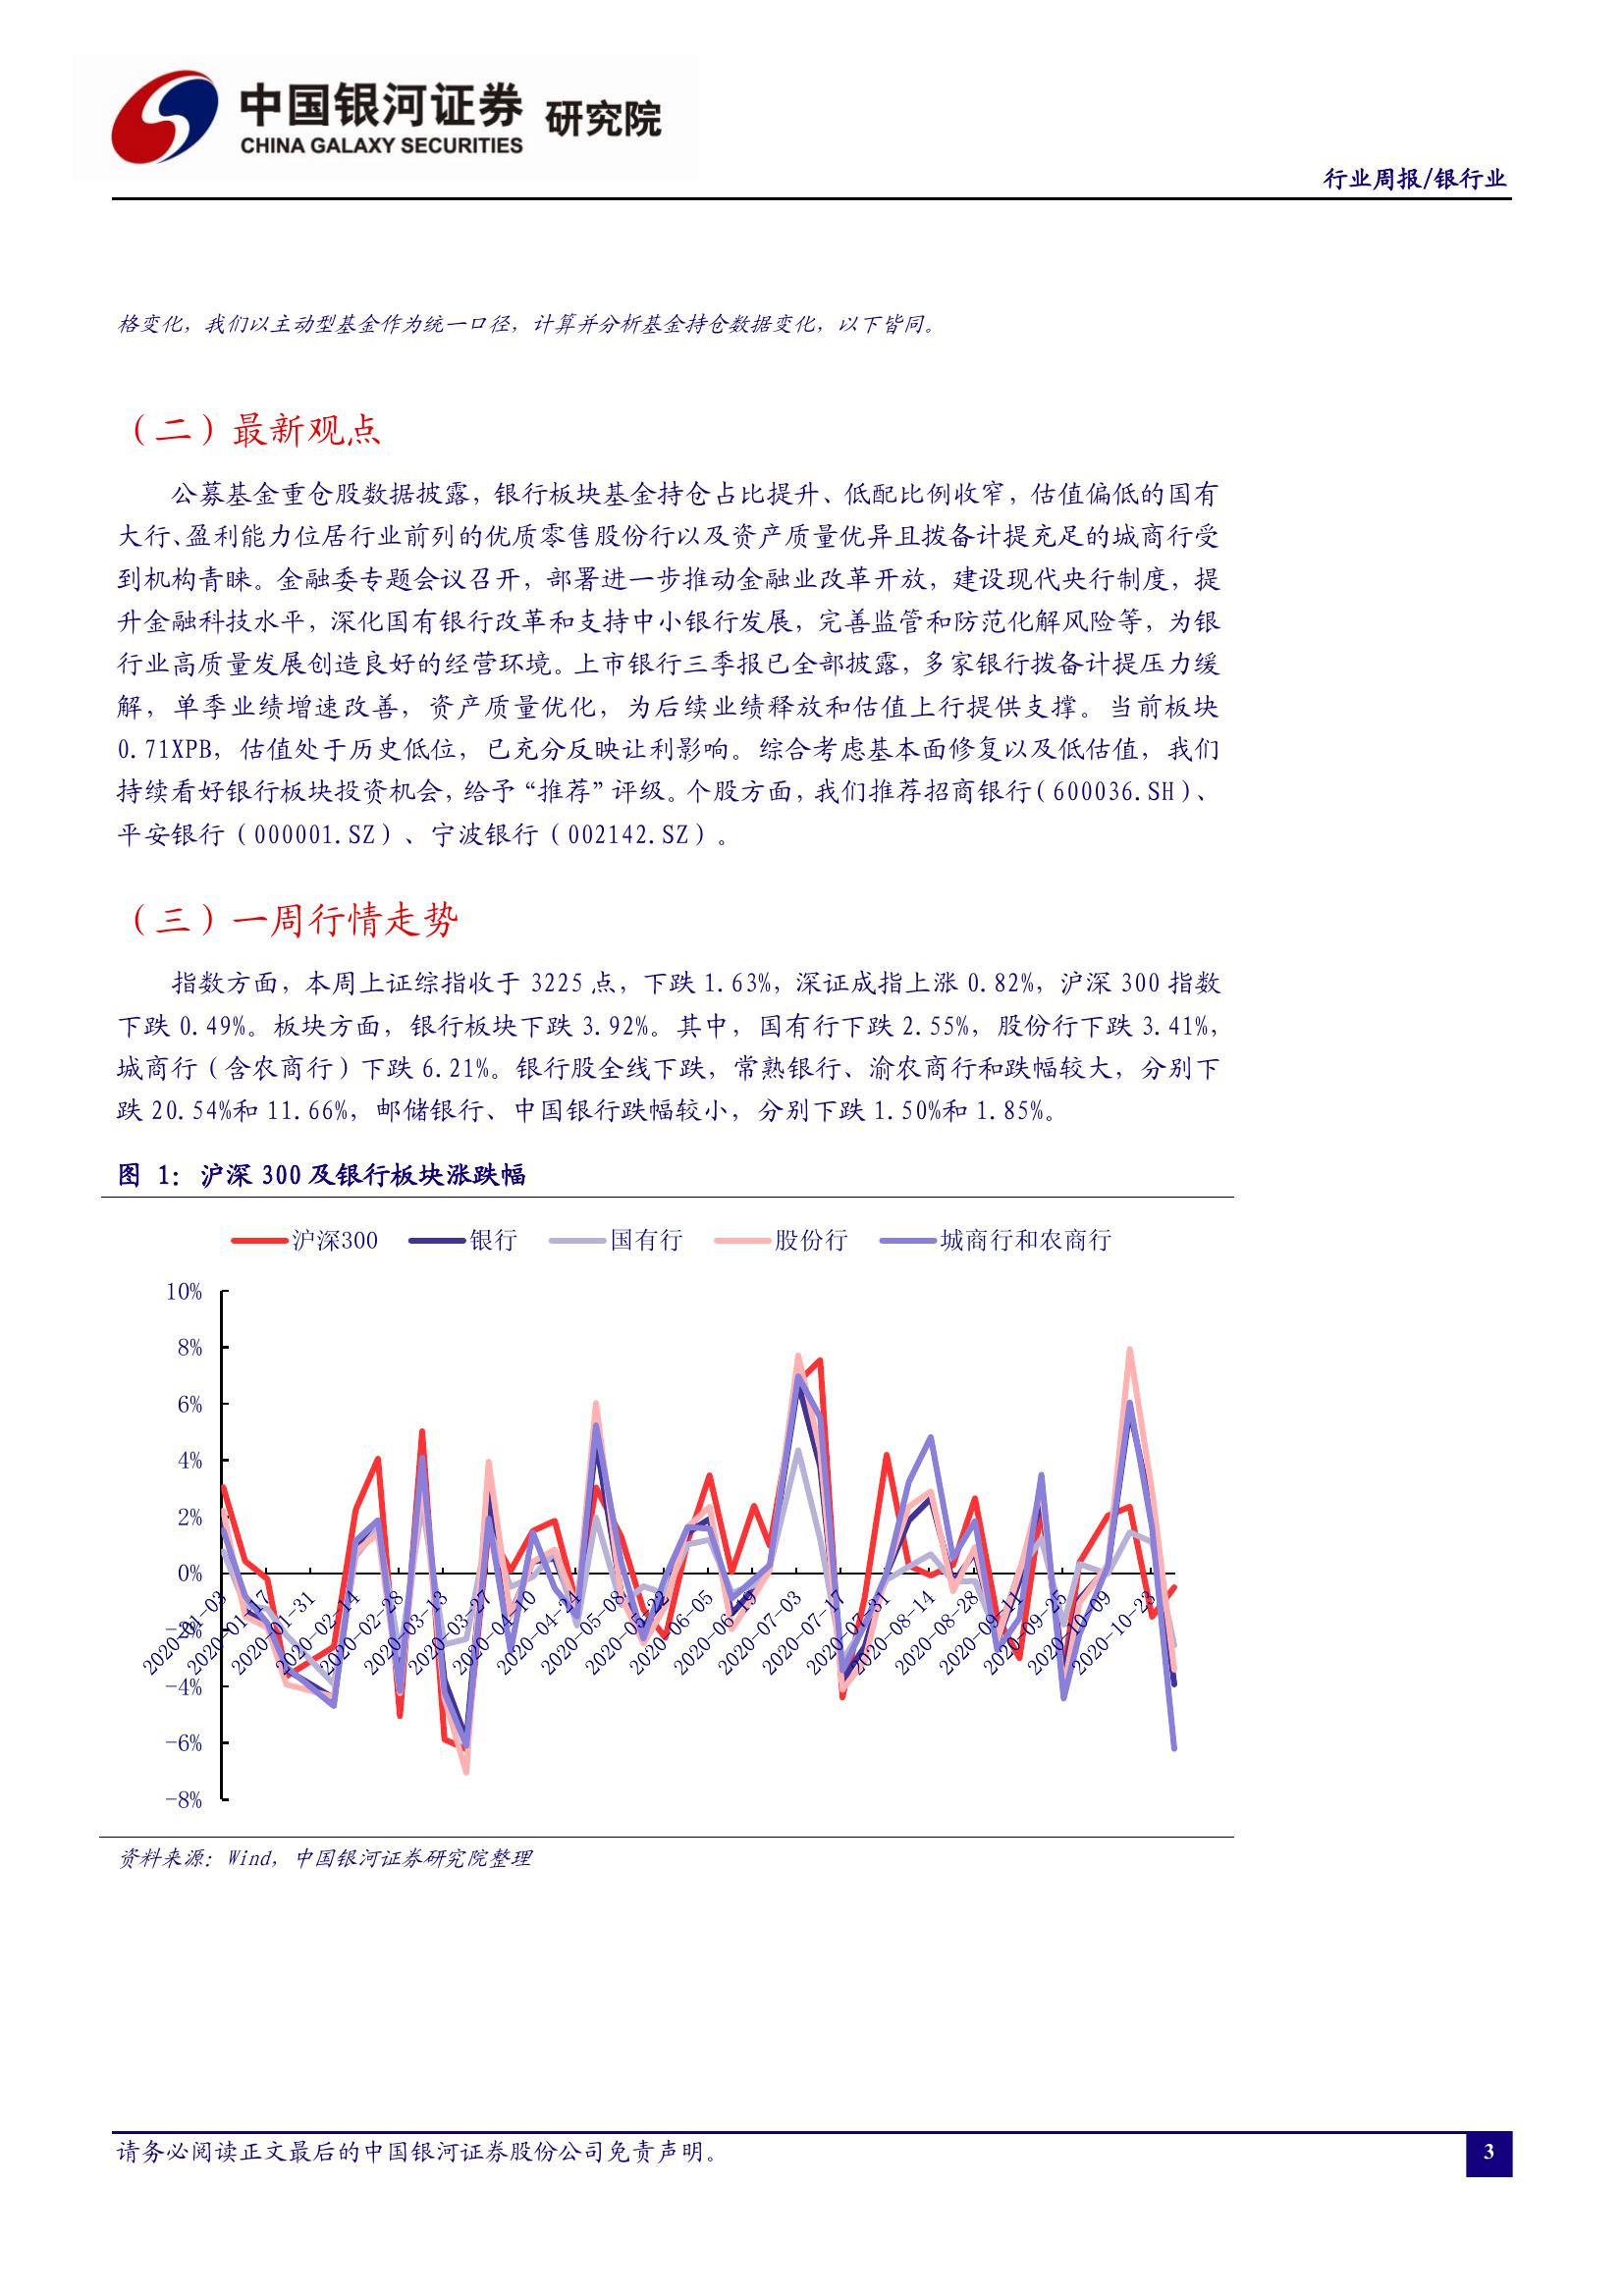 中国银河证券 研究院
CHINA GALAXY SECURITIES
行业周报/银行业
格变化，我们以主动型基金作为统一口径，计算并分析基金持仓数据变化，以下皆同。
（二）最新观点
公募基金重仓股数据披露，银行板块基金持仓占比提升、低配比例收窄，估值偏低的国有
大行、盈利能力位居行业前列的优质零售股份行以及资产质量优异且拨备计提充足的城商行受
到机构青睐。金融委专题会议召开，部署进一步推动金融业改革开放，建设现代央行制度，提
升金融科技水平，深化国有银行改革和支持中小银行发展，完善监管和防范化解风险等，为银
行业高质量发展创造良好的经营环境。上市银行三季报已全部披露，多家银行拨备计提压力缓
解，单季业绩增速改善，资产质量优化，为后续业绩释放和估值上行提供支撑。当前板块
0.71XPB，估值处于历史低位，已充分反映让利影响。综合考虑基本面修复以及低估值，我们
持续看好银行板块投资机会，给予“推荐”评级。个股方面，我们推荐招商银行（600036.SH）、
平安银行（000001.SZ）、宁波银行（002142.SZ）。
（三）一周行情走势
指数方面，本周上证综指收于 3225 点，下跌 1.63%，深证成指上涨 0.82%，沪深 300 指数
下跌 0.49%。板块方面，银行板块下跌 3.92%。其中，国有行下跌 2.55%，股份行下跌 3.41%，
城商行（含农商行）下跌 6.21%。银行股全线下跌，常熟银行、渝农商行和跌幅较大，分别下
跌 20.54%和 11.66%，邮储银行、中国银行跌幅较小，分别下跌 1.50%和 1.85%。
图 1：沪深 300 及银行板块涨跌幅
沪深300 银行 国有行 股份行 城商行和农商行
10%
8%
6%
4%
2%
0%
-2%
-4%
-6%
-8%
2020-01-03
2020-01-17
2020-01-31
2020-02-14
2020-02-28
2020-03-13
2020-03-27
2020-04-10
2020-04-24
2020-05-08
2020-05-22
2020-06-05
2020-06-19
2020-07-03
2020-07-17
2020-07-31
2020-08-14
2020-08-28
2020-09-11
2020-09-25
2020-10-09
2020-10-23
资料来源：Wind，中国银河证券研究院整理
请务必阅读正文最后的中国银河证券股份公司免责声明。
3